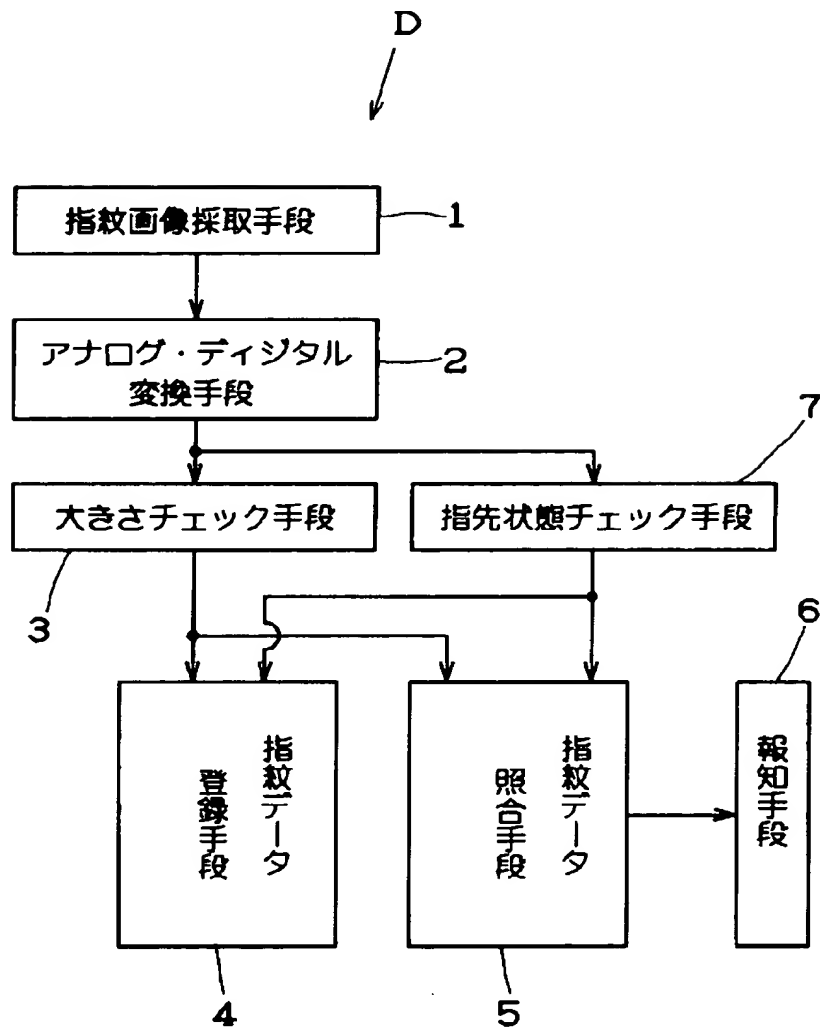 D
指紋画像採取手段
1
アナログ・ディジタル
変換手段
2
7
大きさチェック手段
指先状態チェック手段
3
6
指紋データ
登録手段
指紋データ
照合手段
報知手段
4
5